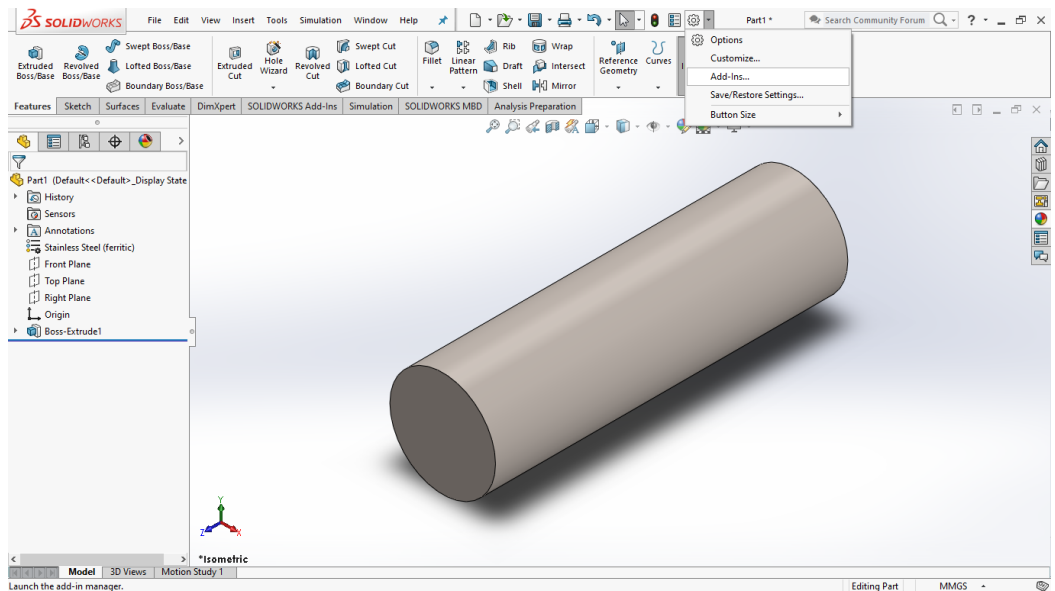 SOLIDWORKS File Edit View Insert Tools Simulation Window Help Part1 * Search Community Forum ?
Options
Customize...
Add-Ins...
Save/Restore Settings...
Button Size
Extruded Boss/Base
Revolved Boss/Base
Swept Boss/Base
Lofted Boss/Base
Boundary Boss/Base
Extruded Cut
Hole Wizard
Revolved Cut
Swept Cut
Lofted Cut
Boundary Cut
Fillet
Linear Pattern
Rib
Draft
Shell
Wrap
Intersect
Mirror
Reference Geometry
Curves
Features Sketch Surfaces Evaluate DimXpert SOLIDWORKS Add-Ins Simulation SOLIDWORKS MBD Analysis Preparation
Part1 (Default<<Default>_Display State
History
Sensors
Annotations
Stainless Steel (ferritic)
Front Plane
Top Plane
Right Plane
Origin
Boss-Extrude1
Y
Z X
*Isometric
Model 3D Views Motion Study 1
Launch the add-in manager. Editing Part MMGS